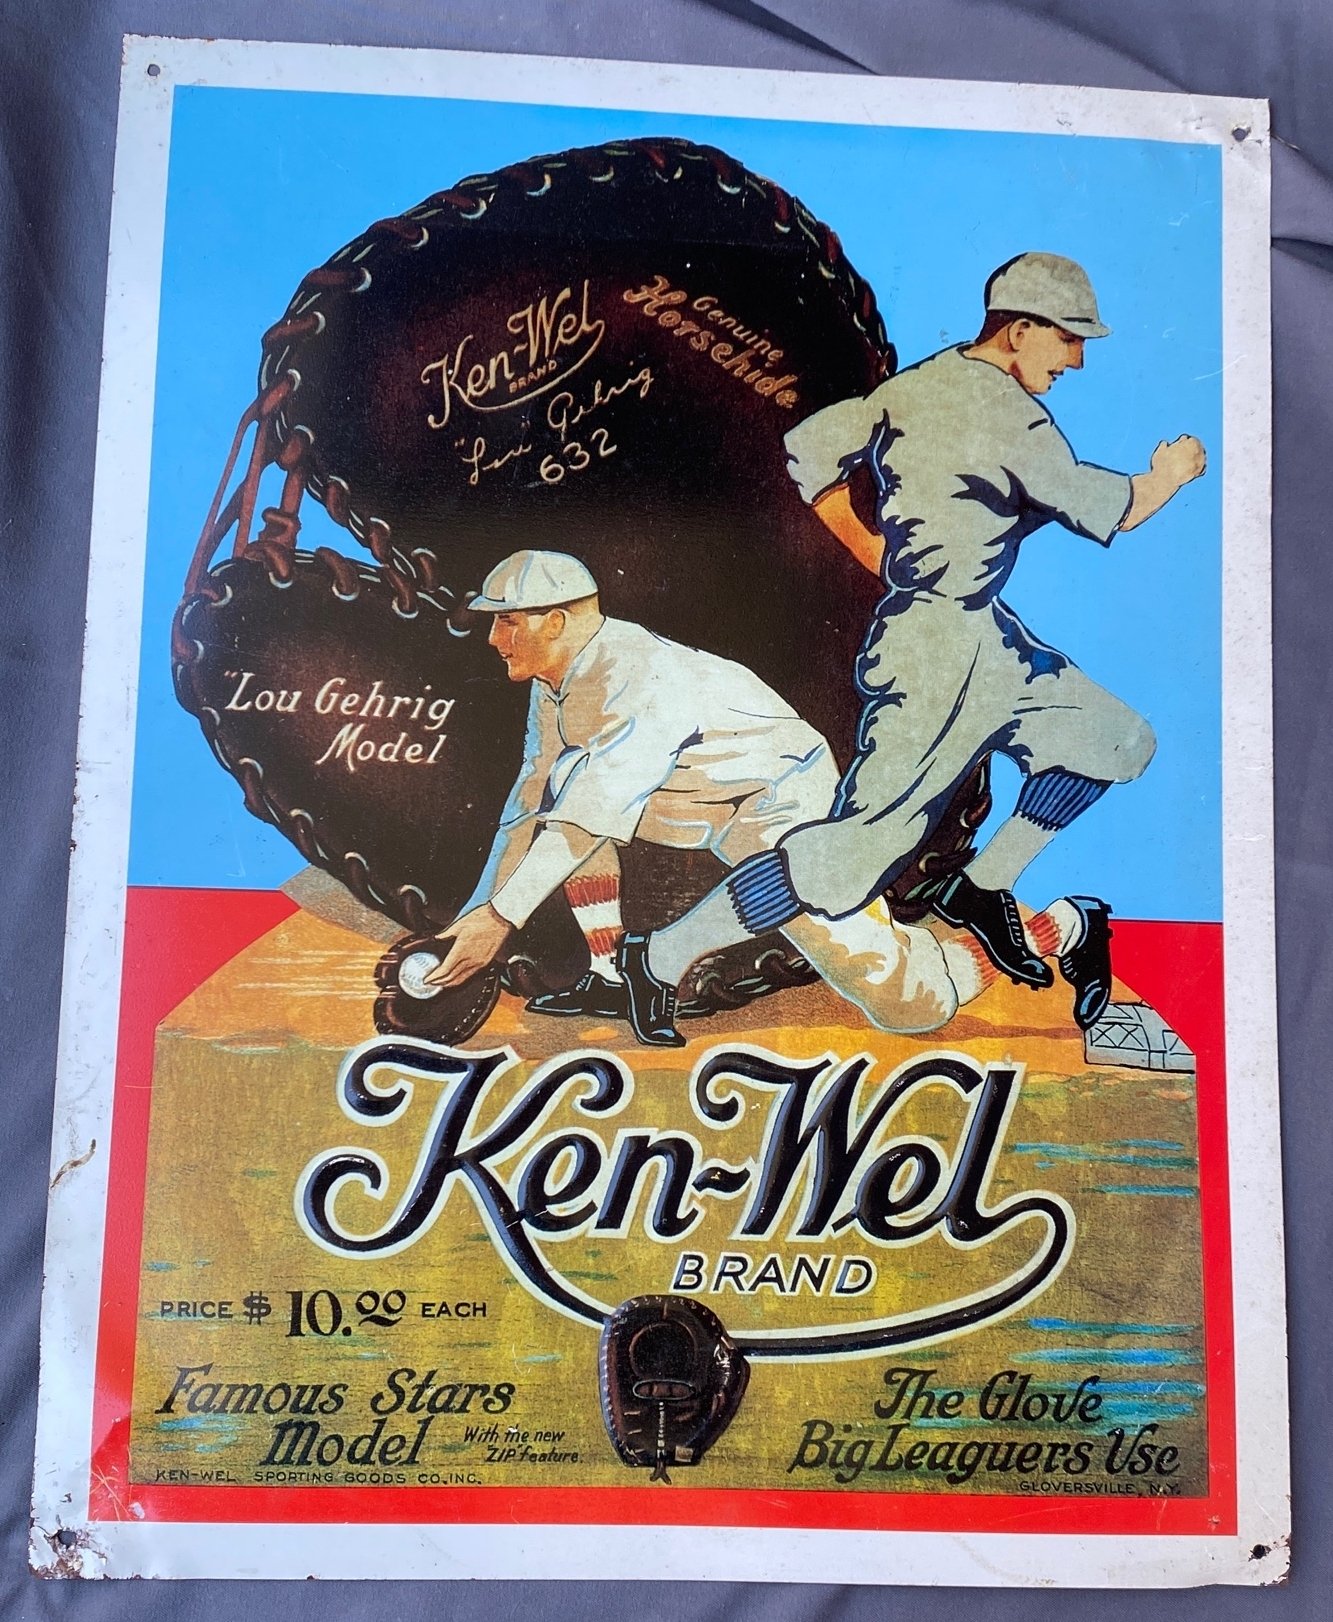 Ken-Wel
BRAND
"Lou" Gehrig
632
Genuine
Horsehide
"Lou Gehrig
Model
Ken-Wel
BRAND
PRICE $ 10.00 EACH
Famous Stars
Model
With the new
"ZIP" feature.
KEN-WEL SPORTING GOODS CO., INC.
The Glove
Big Leaguers Use
GLOVERSVILLE, N.Y.